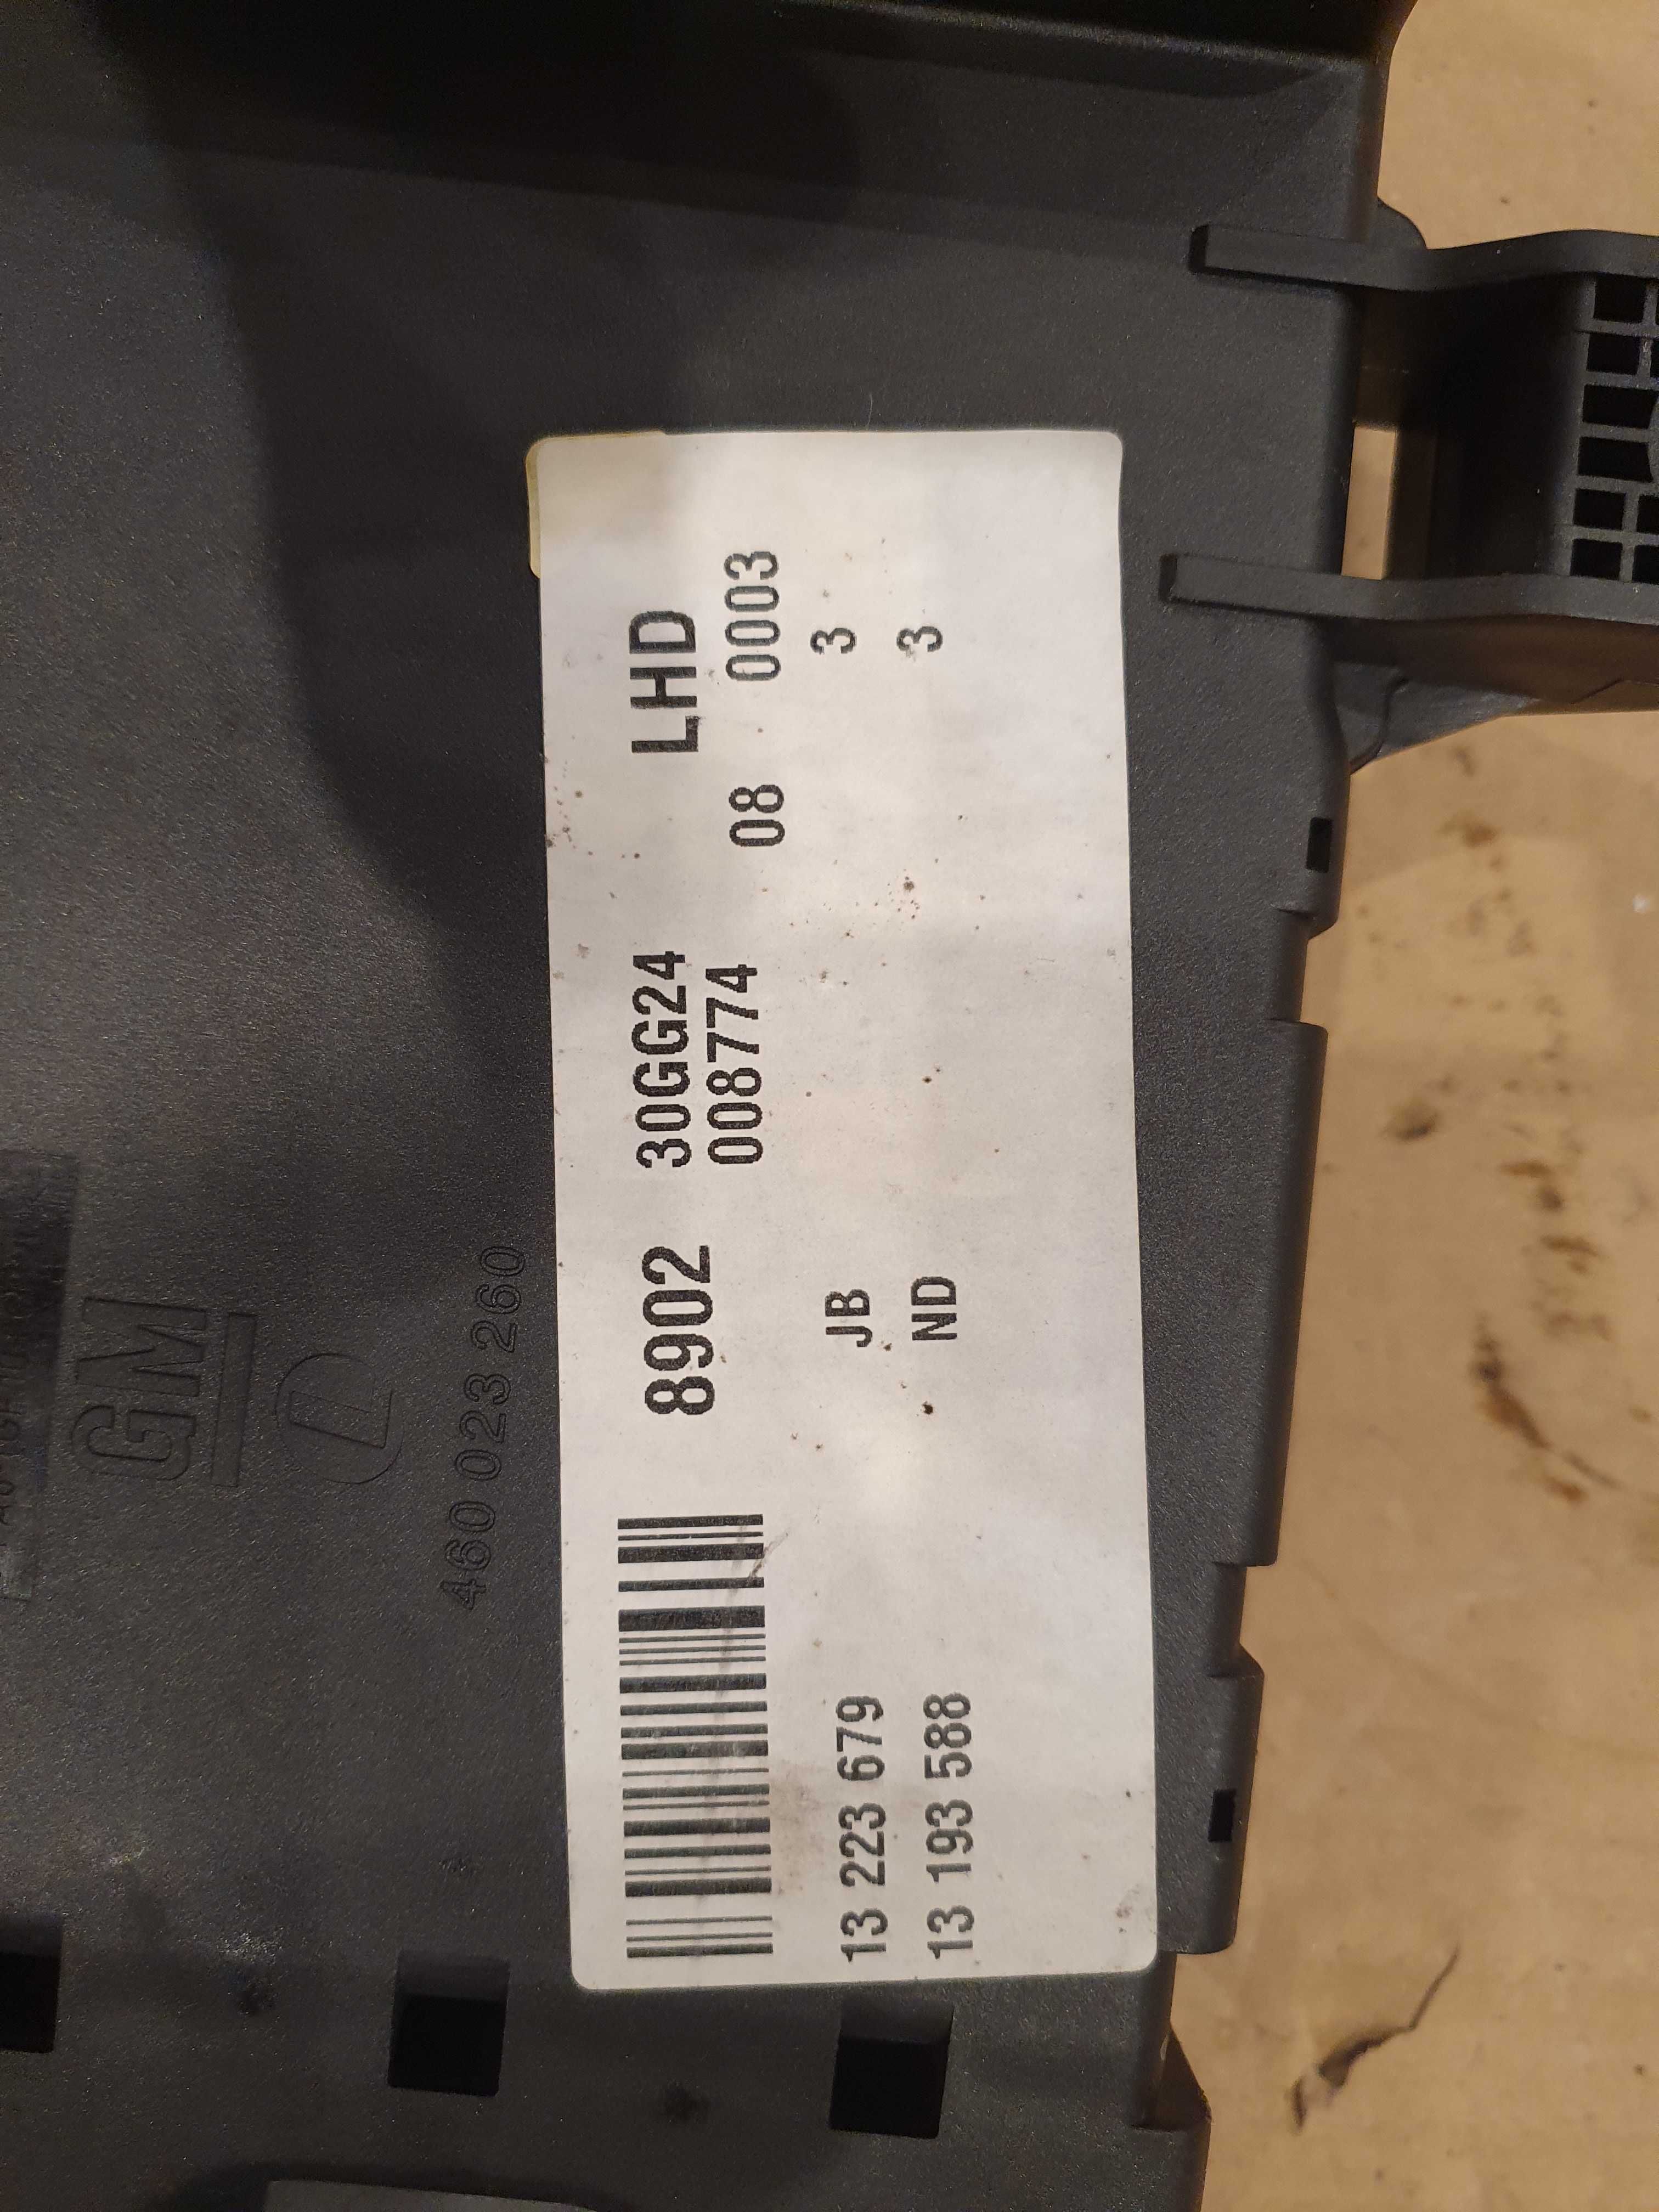 GM
460 023 260
8902 30GG24 LHD
008774 08 0003
13 223 679 JB 3
13 193 588 ND 3